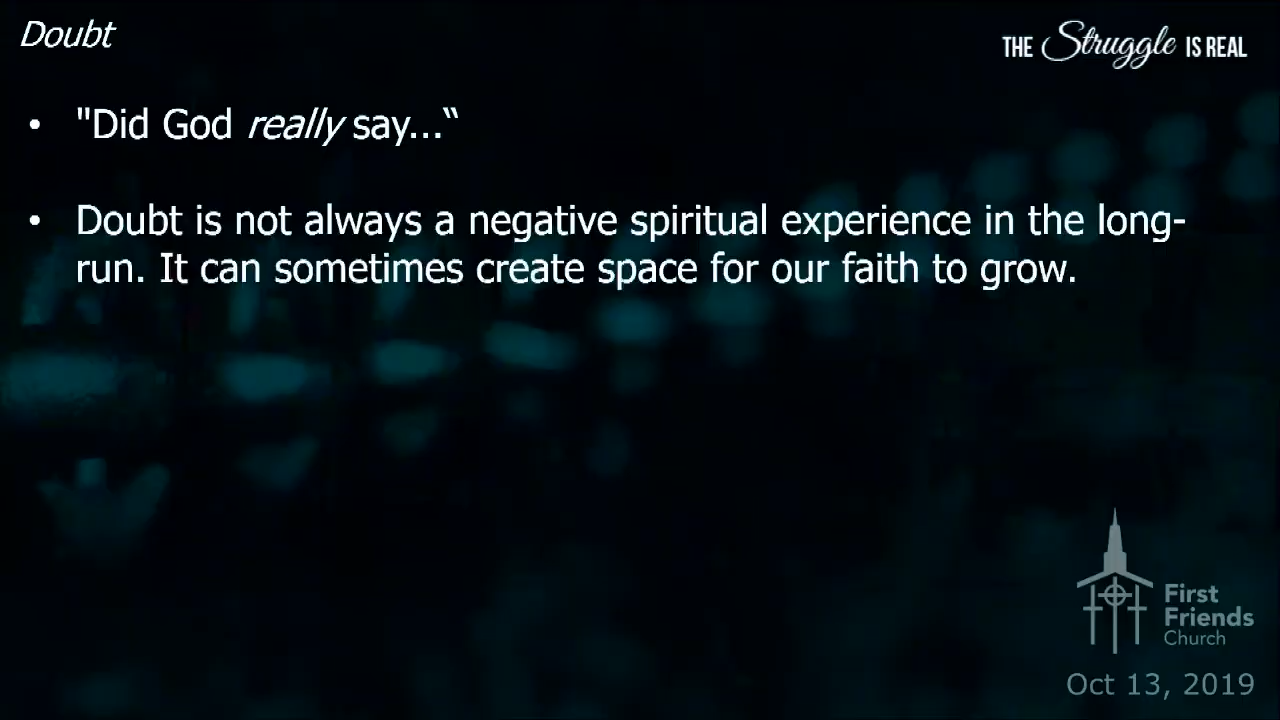 Doubt
THE Struggle IS REAL
• "Did God really say...“
• Doubt is not always a negative spiritual experience in the long-
run. It can sometimes create space for our faith to grow.
First
Friends
Church
Oct 13, 2019